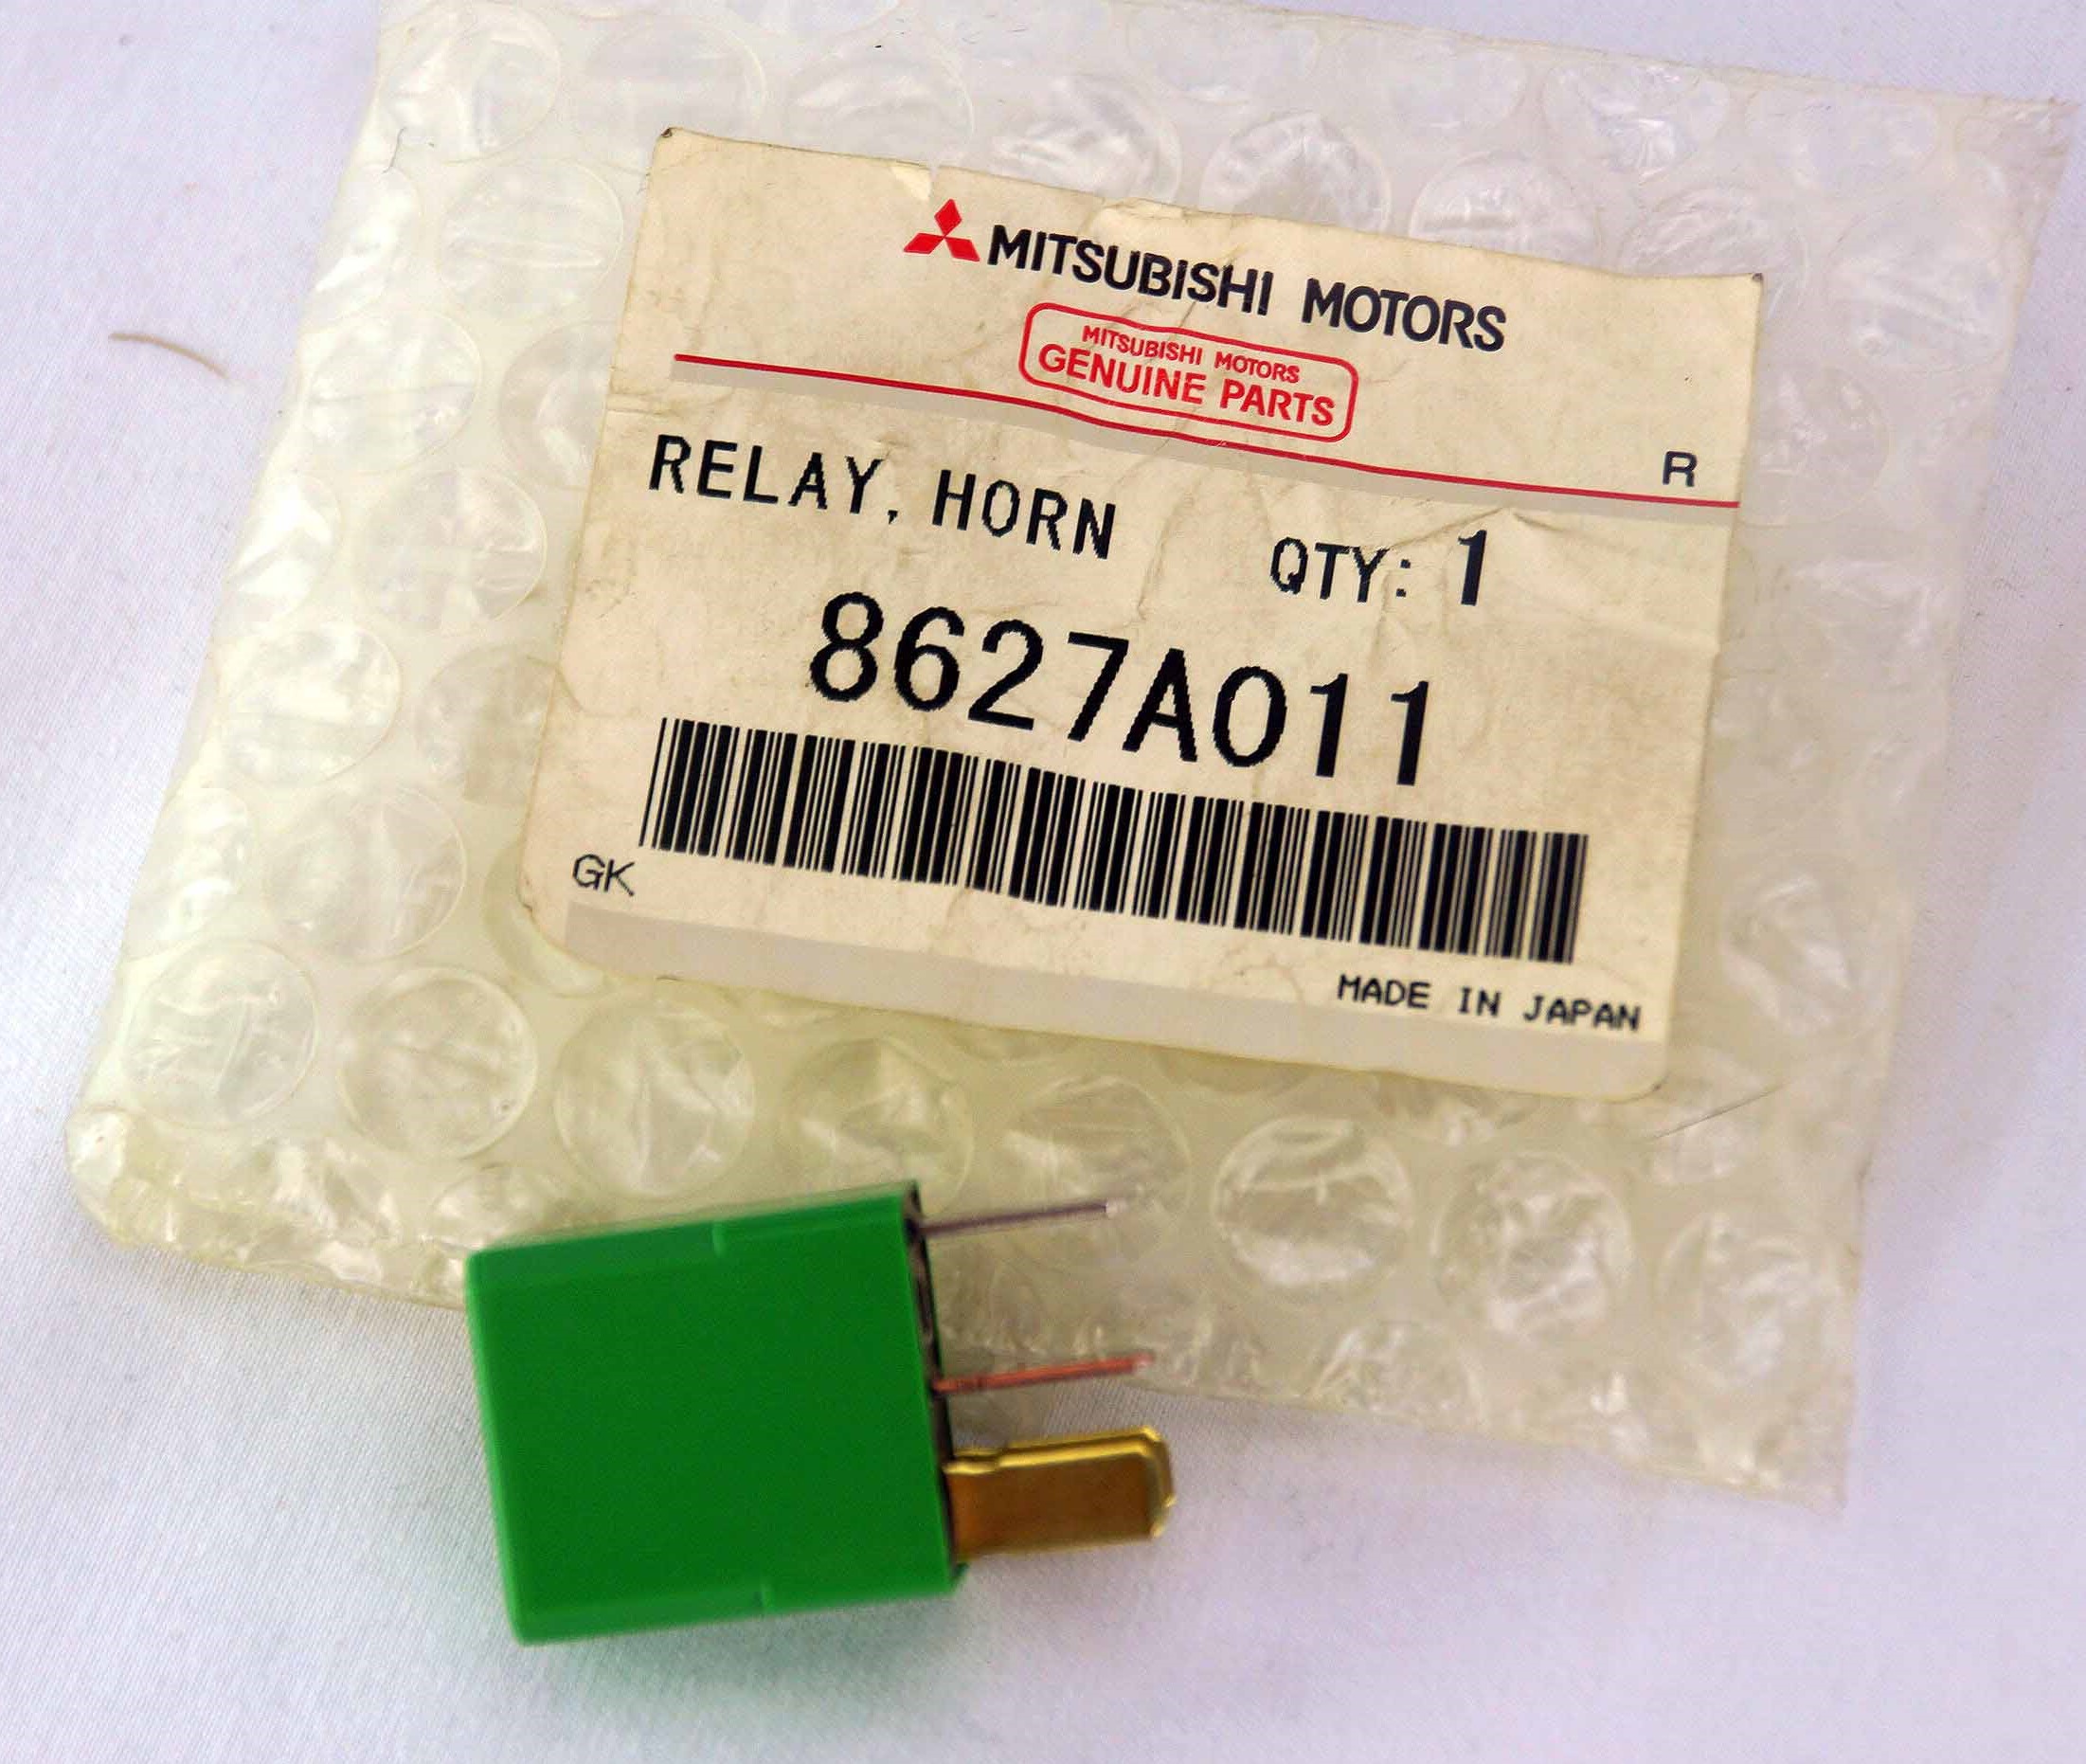 MITSUBISHI MOTORS
MITSUBISHI MOTORS
GENUINE PARTS
R
RELAY, HORN
QTY: 1
8627A011
GK
MADE IN JAPAN